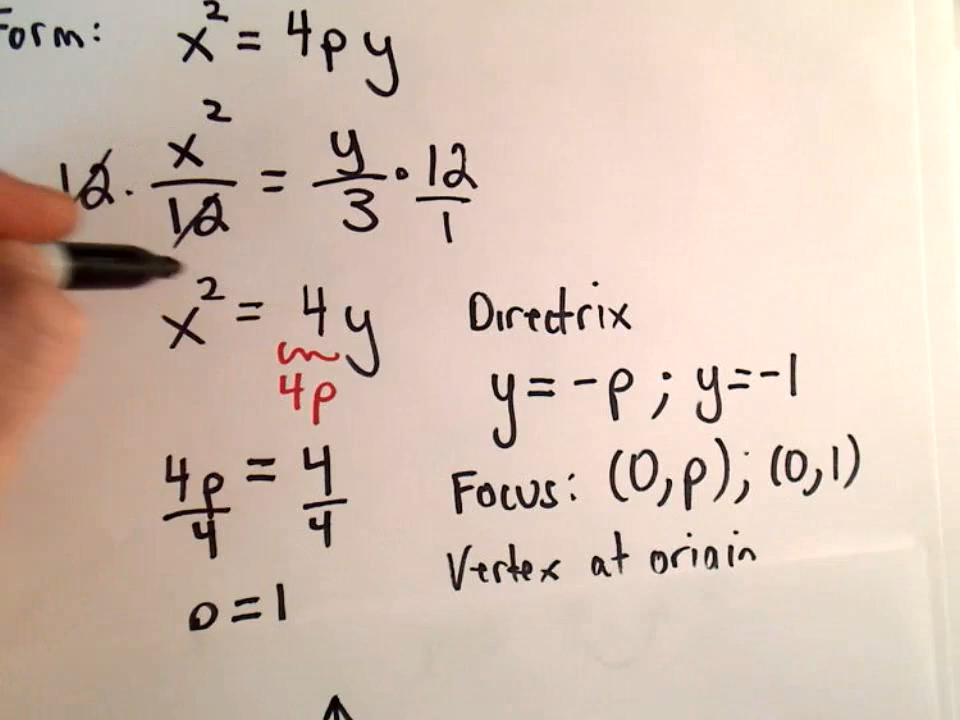 Form: x² = 4py
12 · x²/12 = y/3 · 12/1
x² = 4y
4p
4p/4 = 4/4
p = 1
Directrix
y = -p ; y = -1
Focus: (0, p); (0, 1)
Vertex at origin